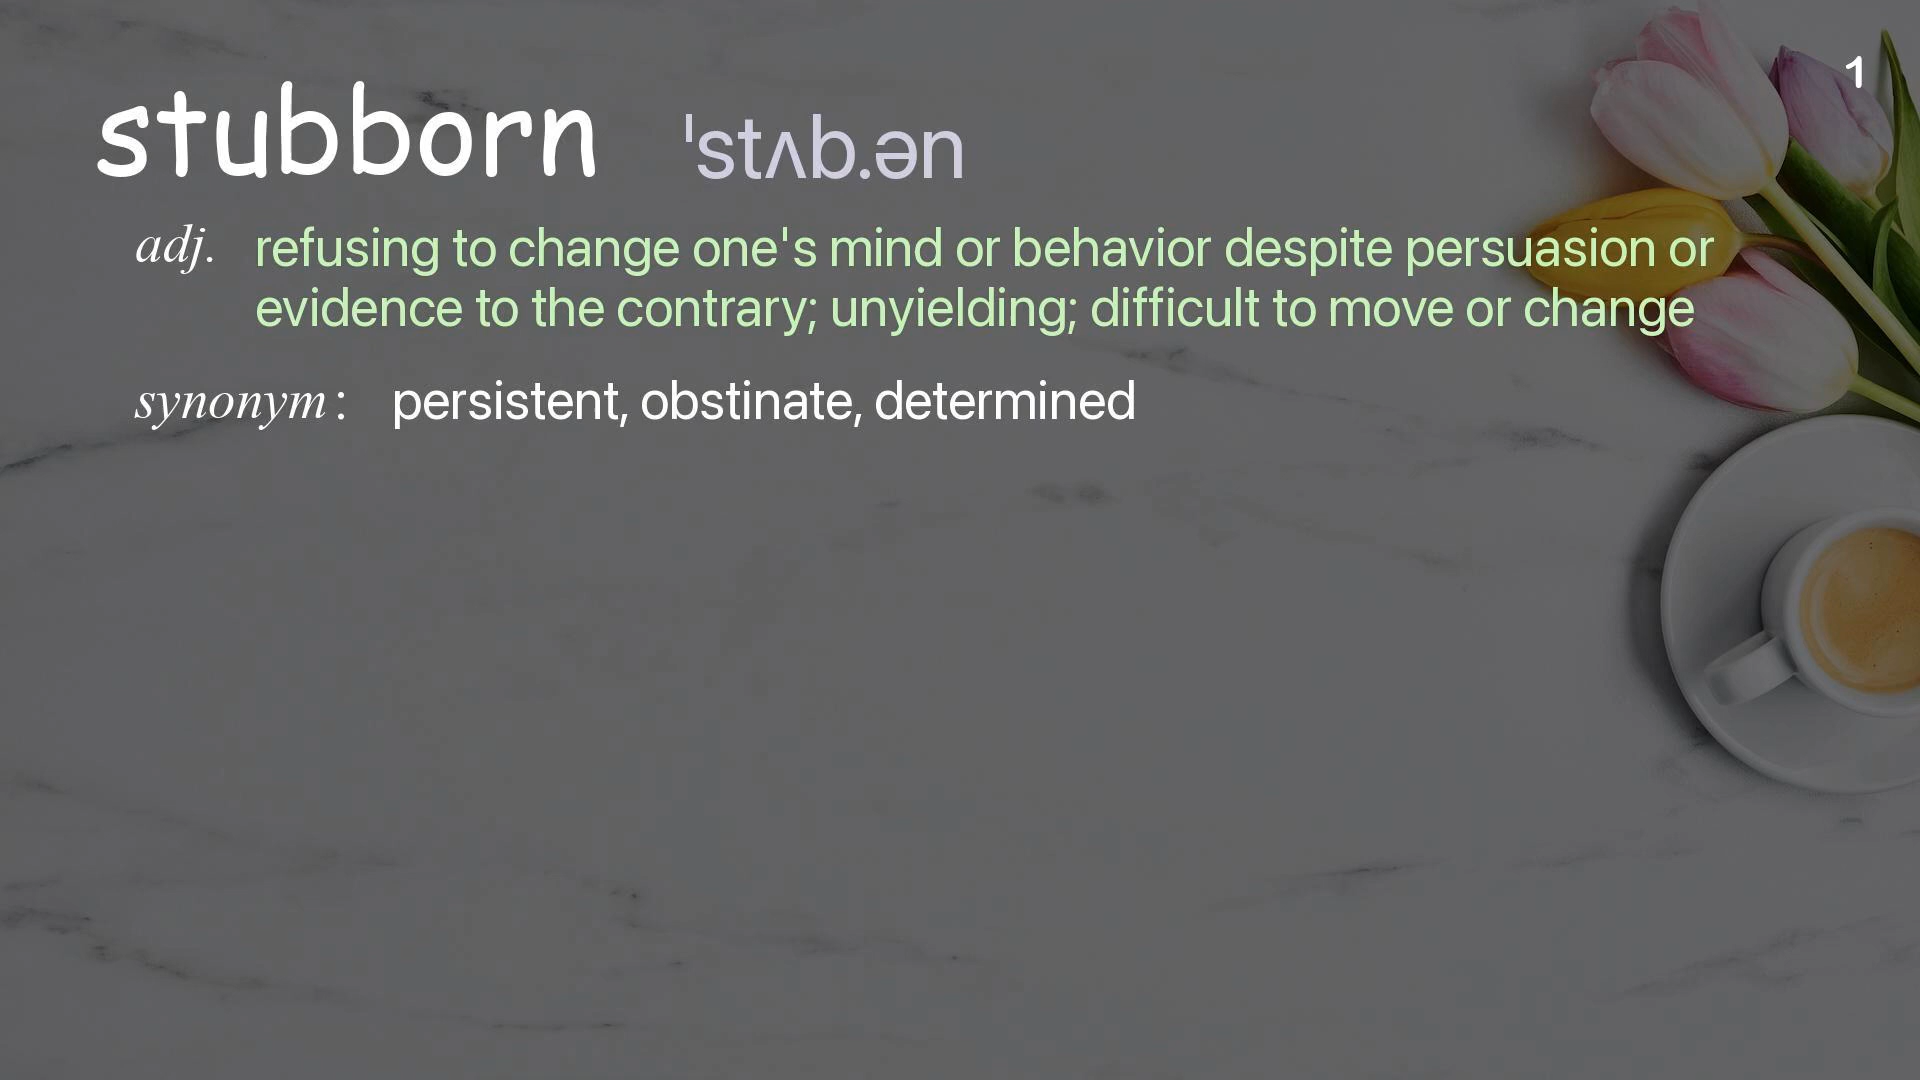 1
stubborn ˈstʌb.ən
adj. refusing to change one's mind or behavior despite persuasion or
evidence to the contrary; unyielding; difficult to move or change
synonym : persistent, obstinate, determined